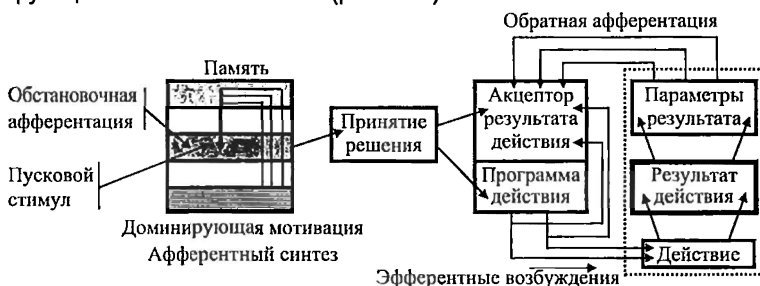 Обратная афферентация
Память
Обстановочная
афферентация
Пусковой
стимул
Доминирующая мотивация
Афферентный синтез
Принятие
решения
Акцептор
результата
действия
Программа
действия
Параметры
результата
Результат
действия
Действие
Эфферентные возбуждения